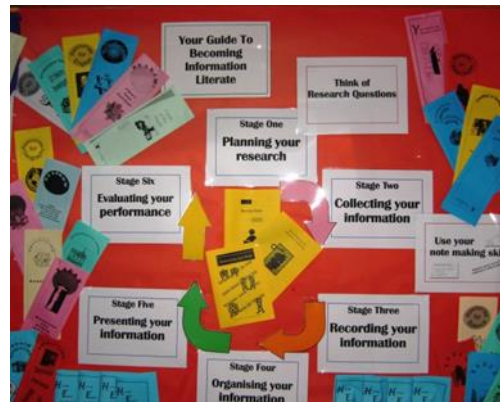 Your Guide To
Becoming
Information
Literate
Think of
Research Questions
Stage One
Planning your
research
Stage Six
Evaluating your
performance
Stage Two
Collecting your
information
Use your
note making
Stage Five
Presenting your
information
Stage Three
Recording your
information
Stage Four
Organising your
information